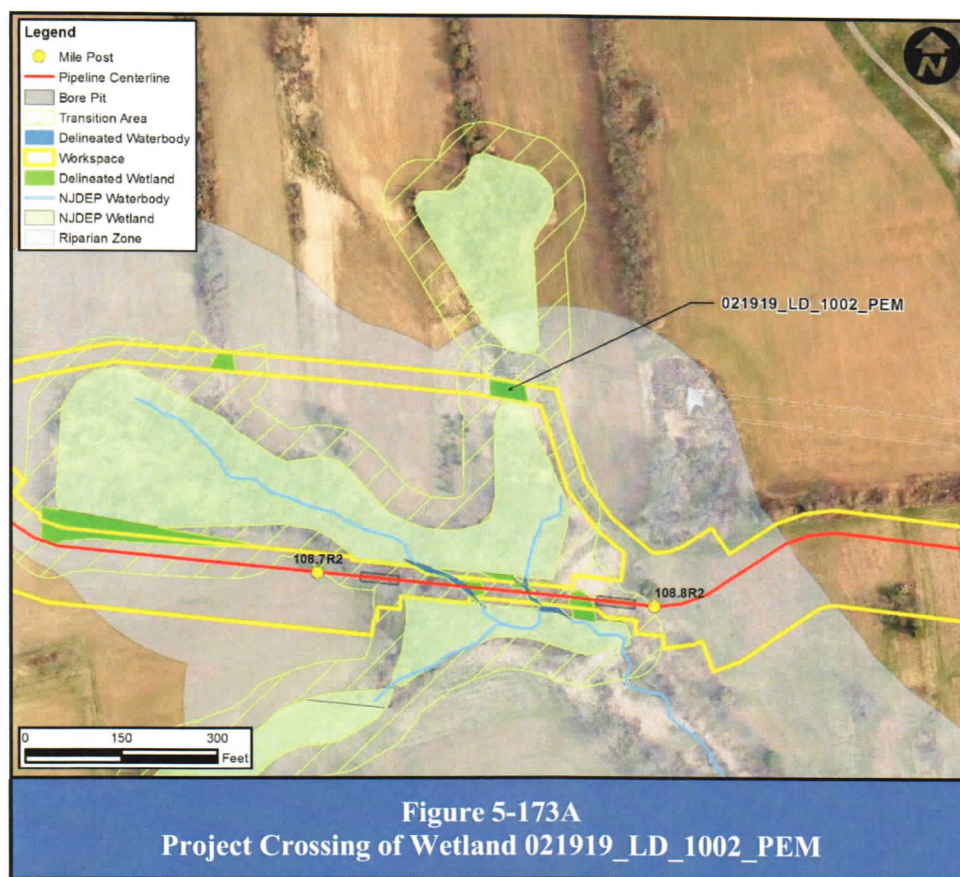 Legend
Mile Post
Pipeline Centerline
Bore Pit
Transition Area
Delineated Waterbody
Workspace
Delineated Wetland
NJDEP Waterbody
NJDEP Wetland
Riparian Zone
N
021919_LD_1002_PEM
108.7R2
108.8R2
0 150 300
Feet
Figure 5-173A
Project Crossing of Wetland 021919_LD_1002_PEM